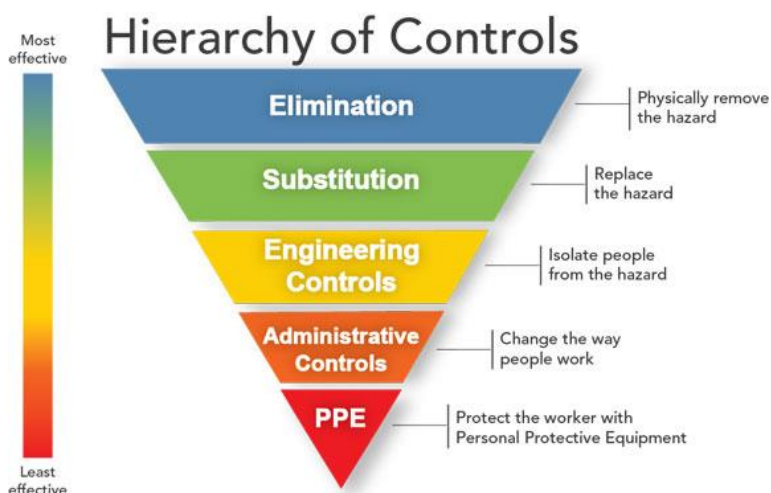 Hierarchy of Controls
Most
effective
Elimination
Physically remove
the hazard
Substitution
Replace
the hazard
Engineering
Controls
Isolate people
from the hazard
Administrative
Controls
Change the way
people work
PPE
Protect the worker with
Personal Protective Equipment
Least
effective